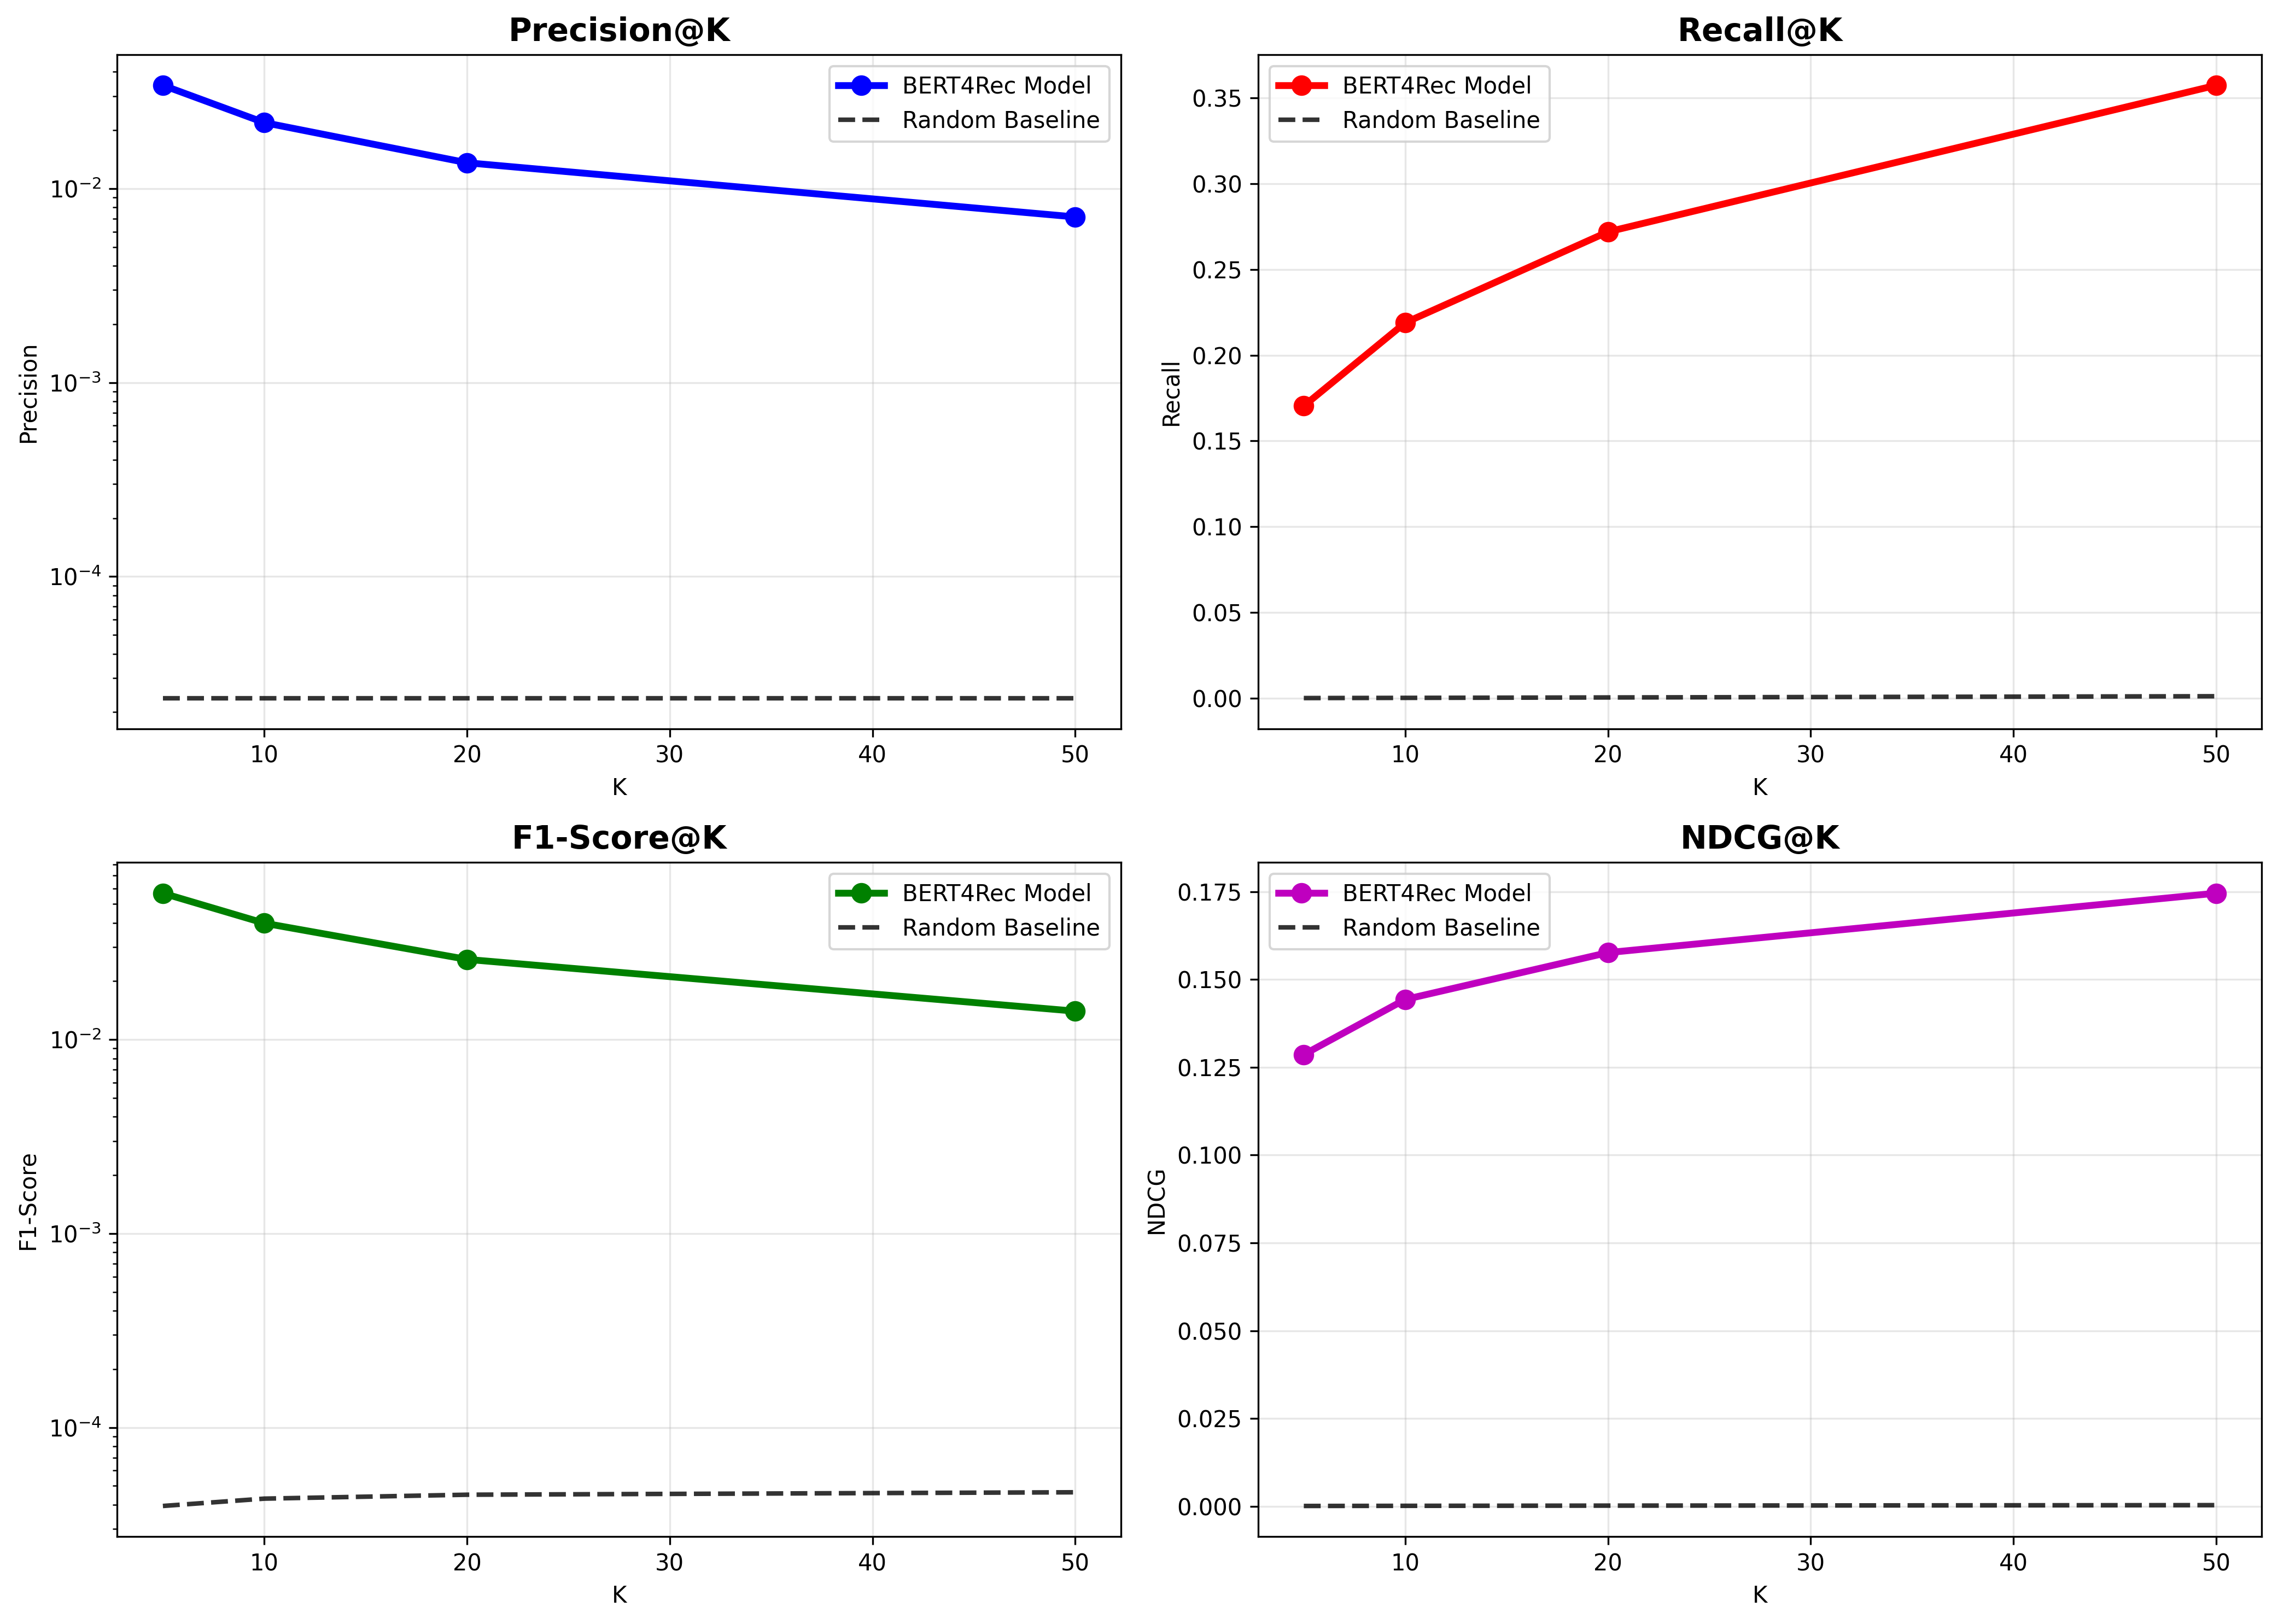 Precision@K
BERT4Rec Model
Random Baseline
Precision
10⁻²
10⁻³
10⁻⁴
10
20
30
40
50
K
Recall@K
BERT4Rec Model
Random Baseline
Recall
0.35
0.30
0.25
0.20
0.15
0.10
0.05
0.00
10
20
30
40
50
K
F1-Score@K
BERT4Rec Model
Random Baseline
F1-Score
10⁻²
10⁻³
10⁻⁴
10
20
30
40
50
K
NDCG@K
BERT4Rec Model
Random Baseline
NDCG
0.175
0.150
0.125
0.100
0.075
0.050
0.025
0.000
10
20
30
40
50
K